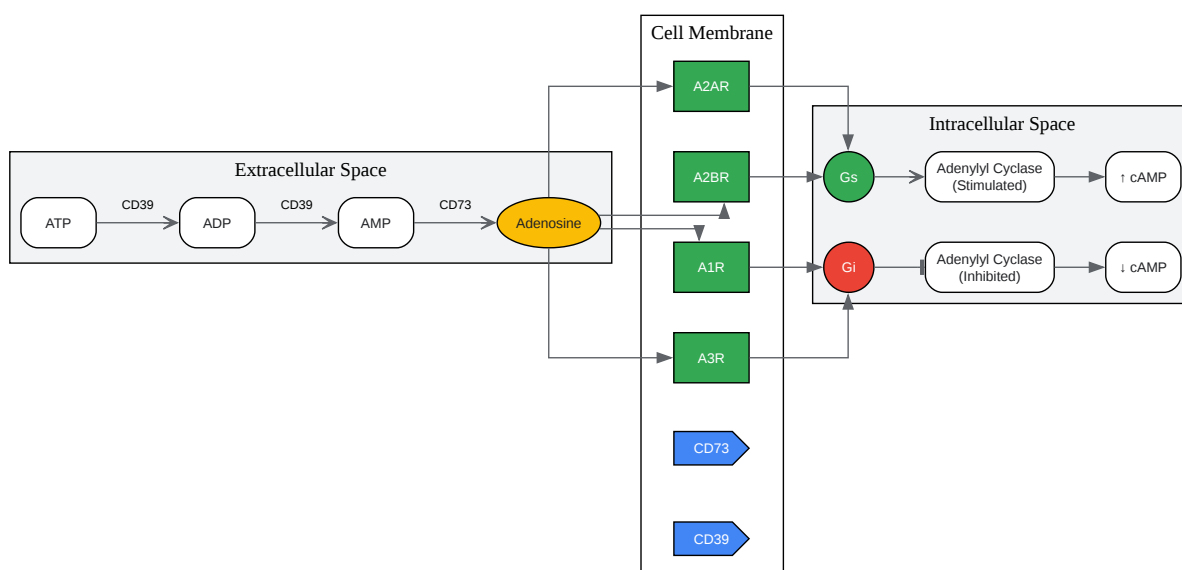 Cell Membrane
A2AR
Intracellular Space
Extracellular Space
A2BR
Gs
Adenylyl Cyclase
(Stimulated)
↑ cAMP
CD39
CD39
CD73
ATP
ADP
AMP
Adenosine
A1R
Gi
Adenylyl Cyclase
(Inhibited)
↓ cAMP
A3R
CD73
CD39